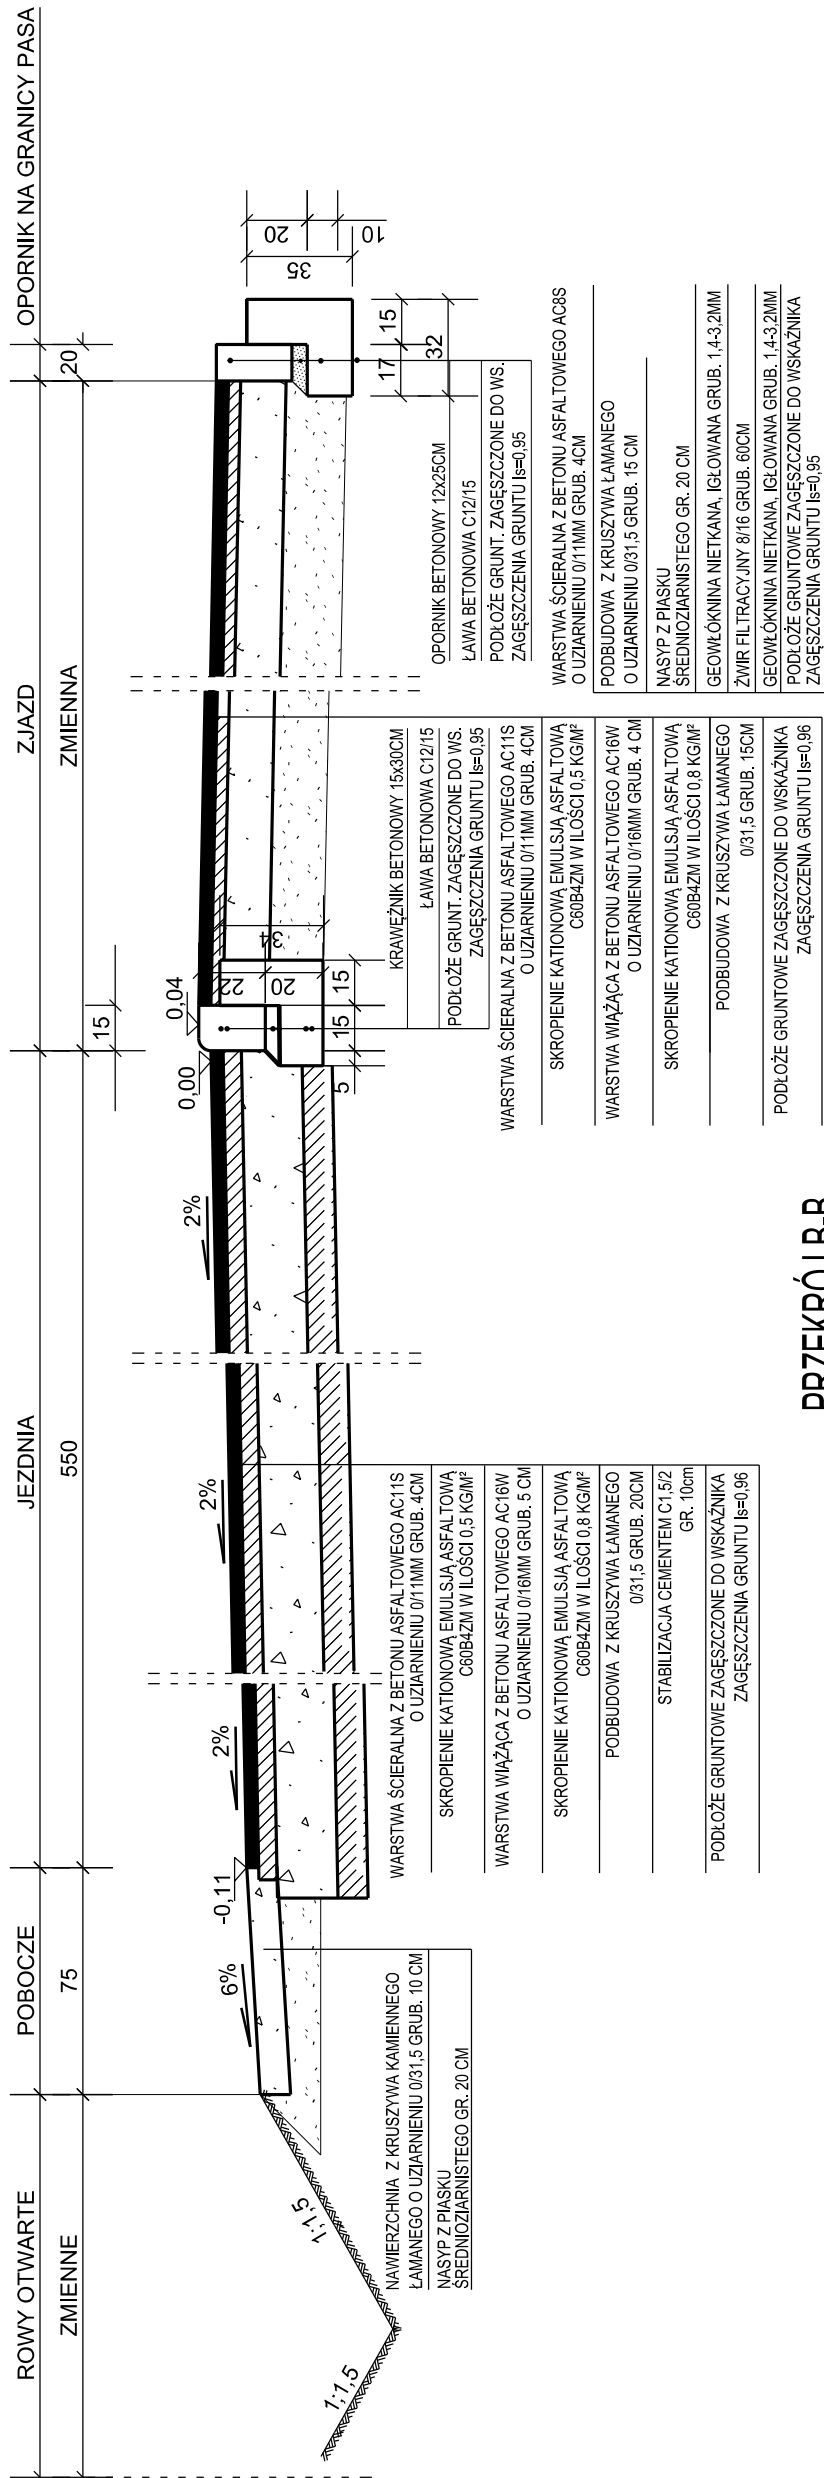 ROWY OTWARTE
POBOCZE
JEZDNIA
ZJAZD
OPORNIK NA GRANICY PASA
ZMIENNE
75
550
15
ZMIENNA
20
1:1,5
1:1,5
6%
-0,11
2%
2%
2%
0,00
0,04
22
20
34
5
15
15
20
10
35
17
15
32
NAWIERZCHNIA Z KRUSZYWA KAMIENNEGO
ŁAMANEGO O UZIARNIENIU 0/31,5 GRUB. 10 CM
NASYP Z PIASKU
ŚREDNIOZIARNISTEGO GR. 20 CM
WARSTWA ŚCIERALNA Z BETONU ASFALTOWEGO AC11S
O UZIARNIENIU 0/11MM GRUB. 4CM
SKROPIENIE KATIONOWĄ EMULSJĄ ASFALTOWĄ
C60B4ZM W ILOŚCI 0,5 KG/M²
WARSTWA WIĄŻĄCA Z BETONU ASFALTOWEGO AC16W
O UZIARNIENIU 0/16MM GRUB. 5 CM
SKROPIENIE KATIONOWĄ EMULSJĄ ASFALTOWĄ
C60B4ZM W ILOŚCI 0,8 KG/M²
PODBUDOWA Z KRUSZYWA ŁAMANEGO
0/31,5 GRUB. 20CM
STABILIZACJA CEMENTEM C1,5/2
GR. 10cm
PODŁOŻE GRUNTOWE ZAGĘSZCZONE DO WSKAŹNIKA
ZAGĘSZCZENIA GRUNTU Is=0,96
KRAWĘŻNIK BETONOWY 15x30CM
ŁAWA BETONOWA C12/15
PODŁOŻE GRUNT. ZAGĘSZCZONE DO WS.
ZAGĘSZCZENIA GRUNTU Is=0,95
WARSTWA ŚCIERALNA Z BETONU ASFALTOWEGO AC11S
O UZIARNIENIU 0/11MM GRUB. 4CM
SKROPIENIE KATIONOWĄ EMULSJĄ ASFALTOWĄ
C60B4ZM W ILOŚCI 0,5 KG/M²
WARSTWA WIĄŻĄCA Z BETONU ASFALTOWEGO AC16W
O UZIARNIENIU 0/16MM GRUB. 4 CM
SKROPIENIE KATIONOWĄ EMULSJĄ ASFALTOWĄ
C60B4ZM W ILOŚCI 0,8 KG/M²
PODBUDOWA Z KRUSZYWA ŁAMANEGO
0/31,5 GRUB. 15CM
PODŁOŻE GRUNTOWE ZAGĘSZCZONE DO WSKAŹNIKA
ZAGĘSZCZENIA GRUNTU Is=0,96
OPORNIK BETONOWY 12x25CM
ŁAWA BETONOWA C12/15
PODŁOŻE GRUNT. ZAGĘSZCZONE DO WS.
ZAGĘSZCZENIA GRUNTU Is=0,95
WARSTWA ŚCIERALNA Z BETONU ASFALTOWEGO AC8S
O UZIARNIENIU 0/11MM GRUB. 4CM
PODBUDOWA Z KRUSZYWA ŁAMANEGO
O UZIARNIENIU 0/31,5 GRUB. 15 CM
NASYP Z PIASKU
ŚREDNIOZIARNISTEGO GR. 20 CM
GEOWŁÓKNINA NIETKANA, IGŁOWANA GRUB. 1,4-3,2MM
ŻWIR FILTRACYJNY 8/16 GRUB. 60CM
GEOWŁÓKNINA NIETKANA, IGŁOWANA GRUB. 1,4-3,2MM
PODŁOŻE GRUNTOWE ZAGĘSZCZONE DO WSKAŹNIKA
ZAGĘSZCZENIA GRUNTU Is=0,95
PRZEKRÓJ B-B